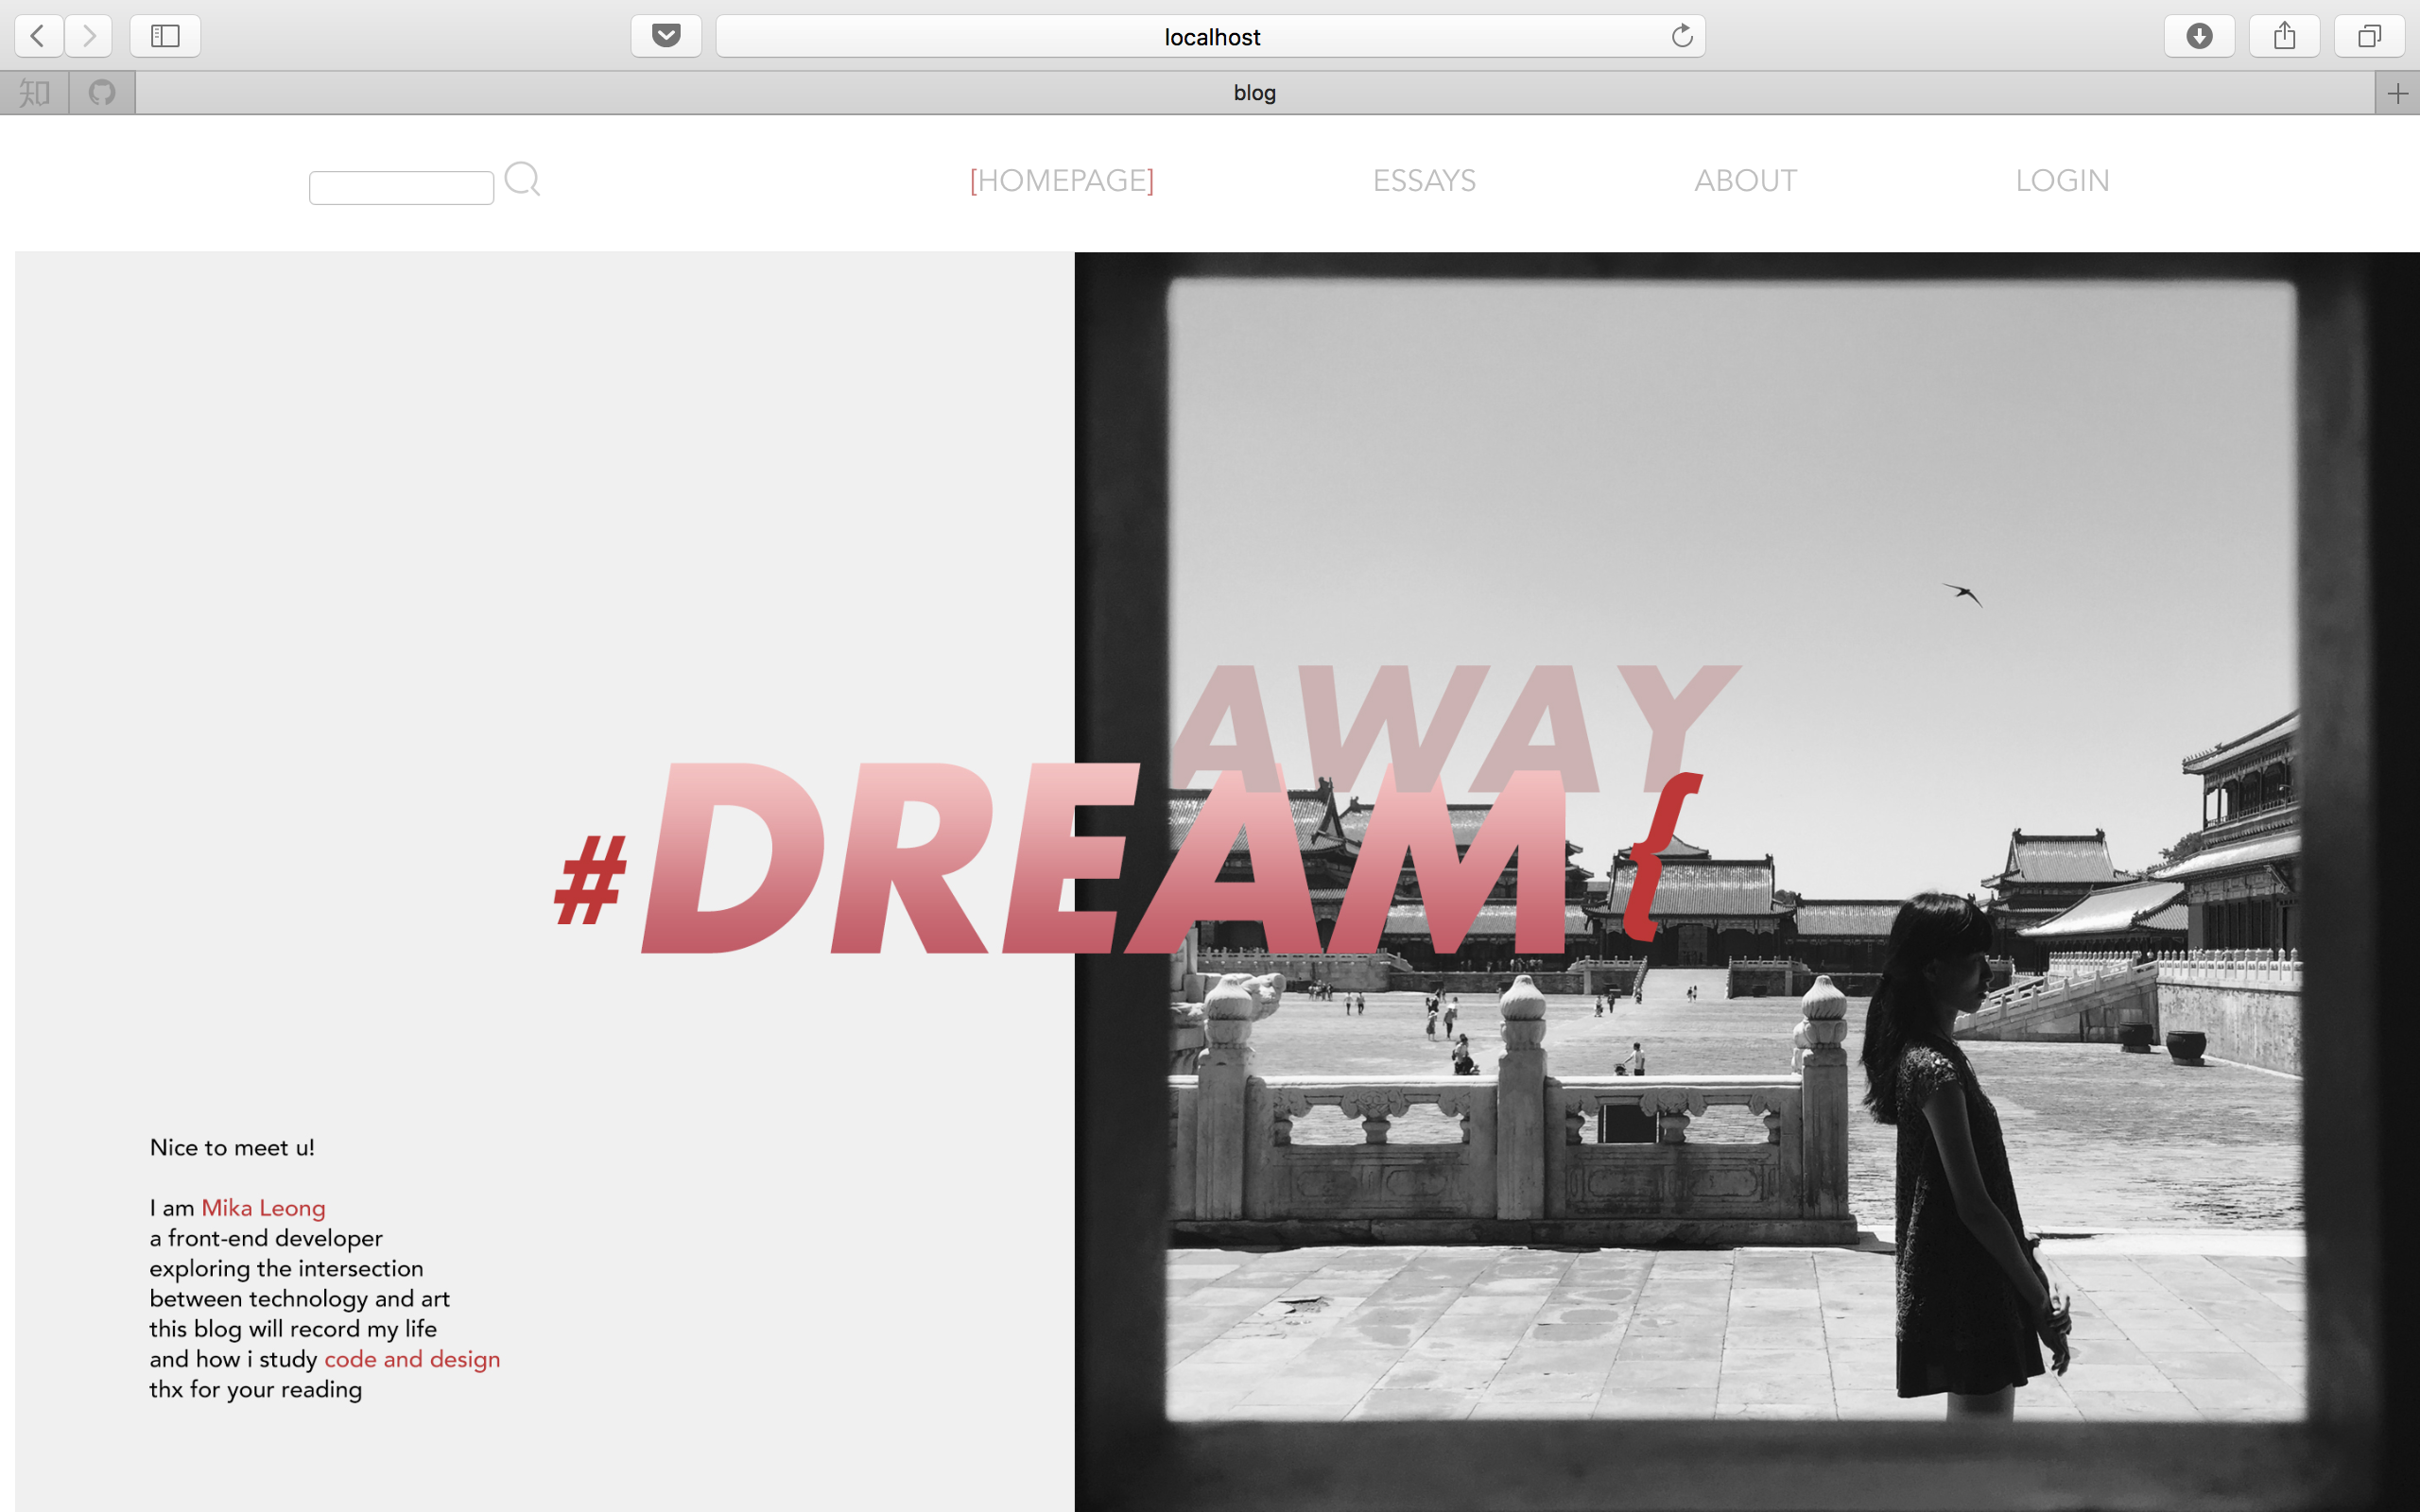 localhost
知
blog
[HOMEPAGE]
ESSAYS
ABOUT
LOGIN
AWAY
#DREAM{
Nice to meet u!
I am Mika Leong
a front-end developer
exploring the intersection
between technology and art
this blog will record my life
and how i study code and design
thx for your reading